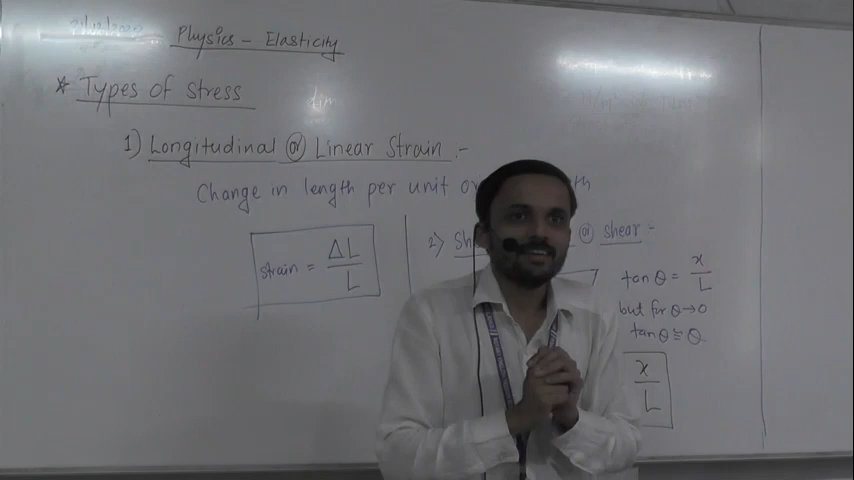 Physics - Elasticity
* Types of stress
1) Longitudinal or Linear Strain :-
Change in length per unit
strain = ΔL/L
2) Sh or shear -
tan θ = x/L
but for θ→0
tan θ ≅ θ
x/L